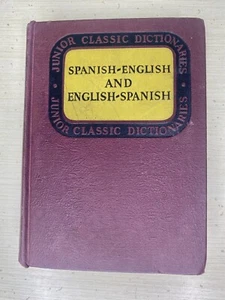 JUNIOR CLASSIC DICTIONARIES
SPANISH-ENGLISH
AND
ENGLISH-SPANISH
JUNIOR CLASSIC DICTIONARIES